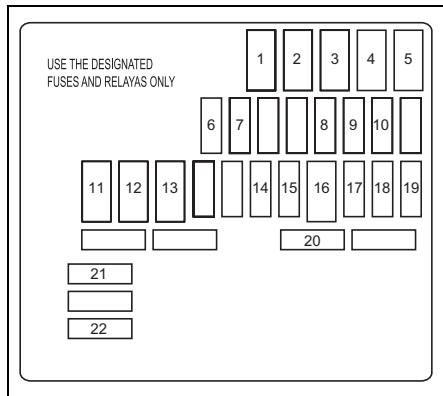 USE THE DESIGNATED
FUSES AND RELAYAS ONLY
1 2 3 4 5
6 7 8 9 10
11 12 13 14 15 16 17 18 19
20
21
22